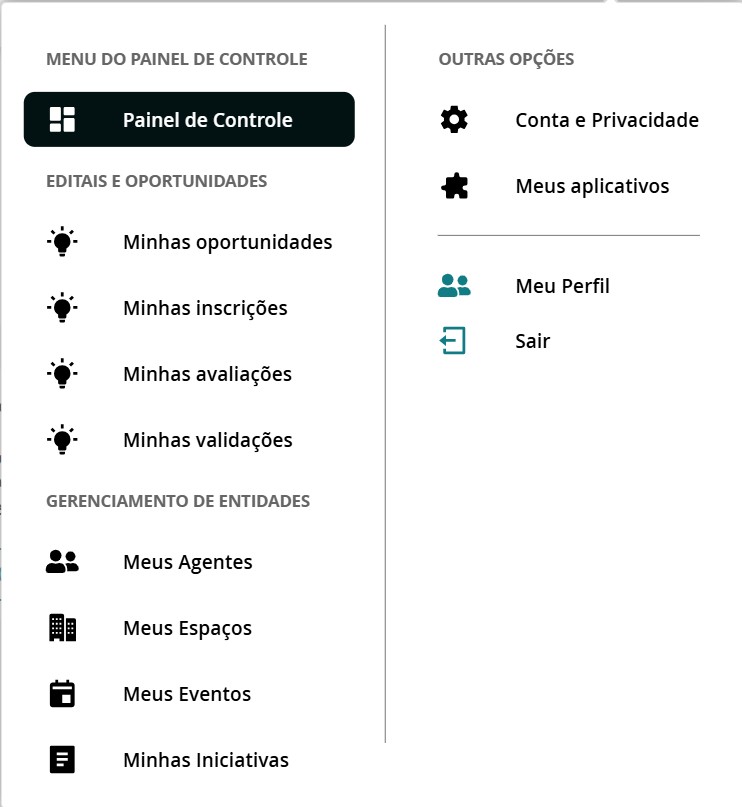 MENU DO PAINEL DE CONTROLE
Painel de Controle
EDITAIS E OPORTUNIDADES
Minhas oportunidades
Minhas inscrições
Minhas avaliações
Minhas validações
GERENCIAMENTO DE ENTIDADES
Meus Agentes
Meus Espaços
Meus Eventos
Minhas Iniciativas
OUTRAS OPÇÕES
Conta e Privacidade
Meus aplicativos
Meu Perfil
Sair